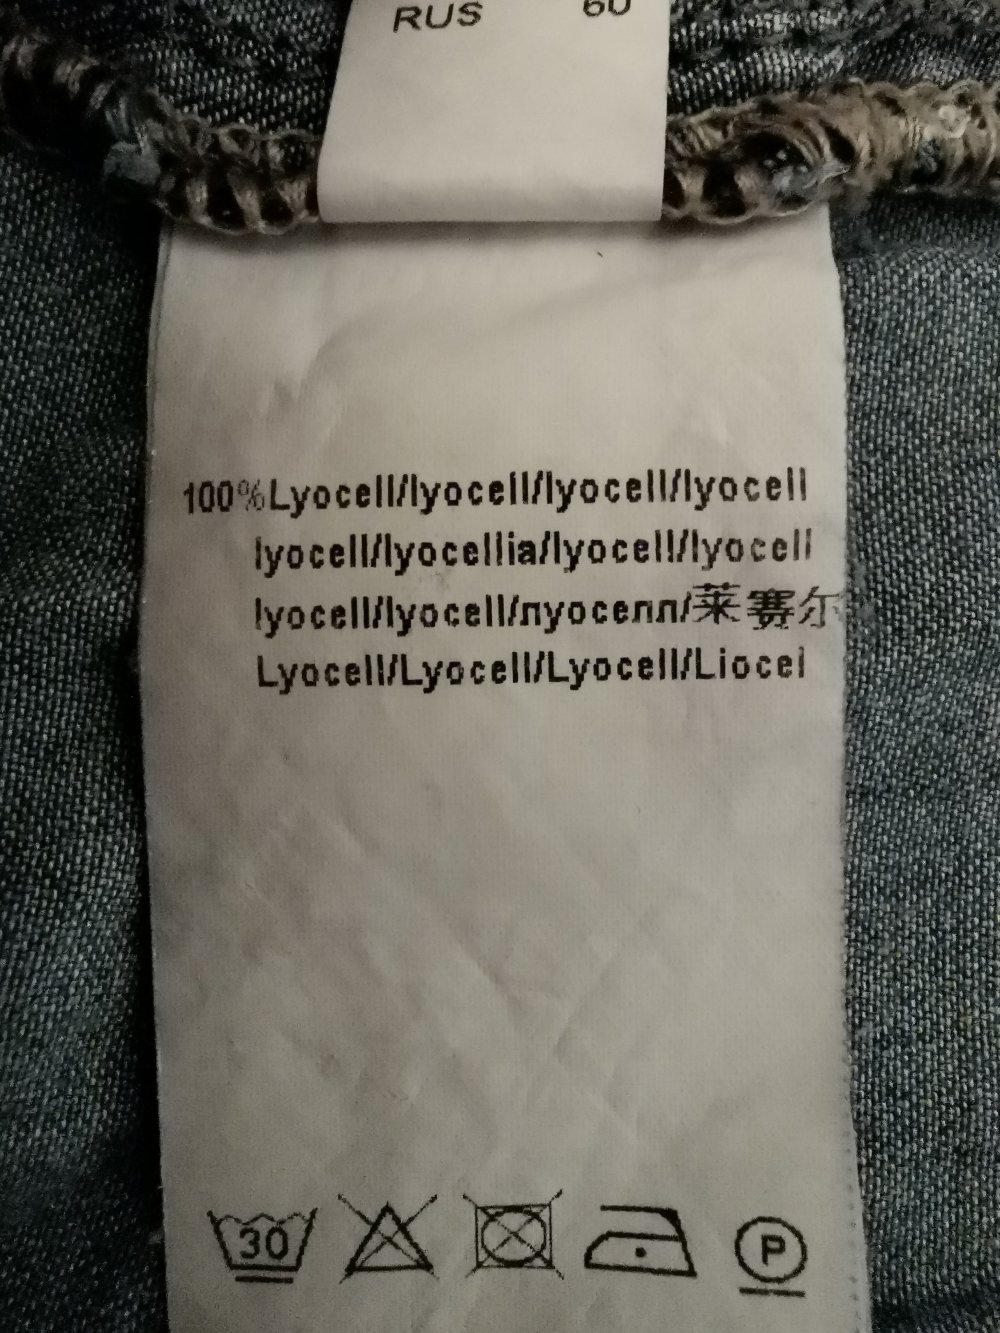 RUS 60
100%Lyocell/lyocell/lyocell/lyocell
lyocell/lyocellia/lyocell/lyocell
lyocell/lyocell/лyocenn/莱赛尔
Lyocell/Lyocell/Lyocell/Liocel
30 P